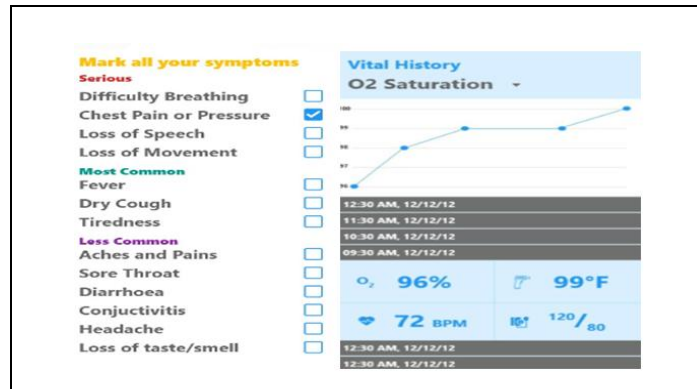 Mark all your symptoms
Serious
Difficulty Breathing
Chest Pain or Pressure
Loss of Speech
Loss of Movement
Most Common
Fever
Dry Cough
Tiredness
Less Common
Aches and Pains
Sore Throat
Diarrhoea
Conjuctivitis
Headache
Loss of taste/smell
Vital History
O2 Saturation
100
99
98
97
96
12:30 AM, 12/12/12
11:30 AM, 12/12/12
10:30 AM, 12/12/12
09:30 AM, 12/12/12
O₂ 96%
99°F
72 BPM
120/80
12:30 AM, 12/12/12
12:30 AM, 12/12/12